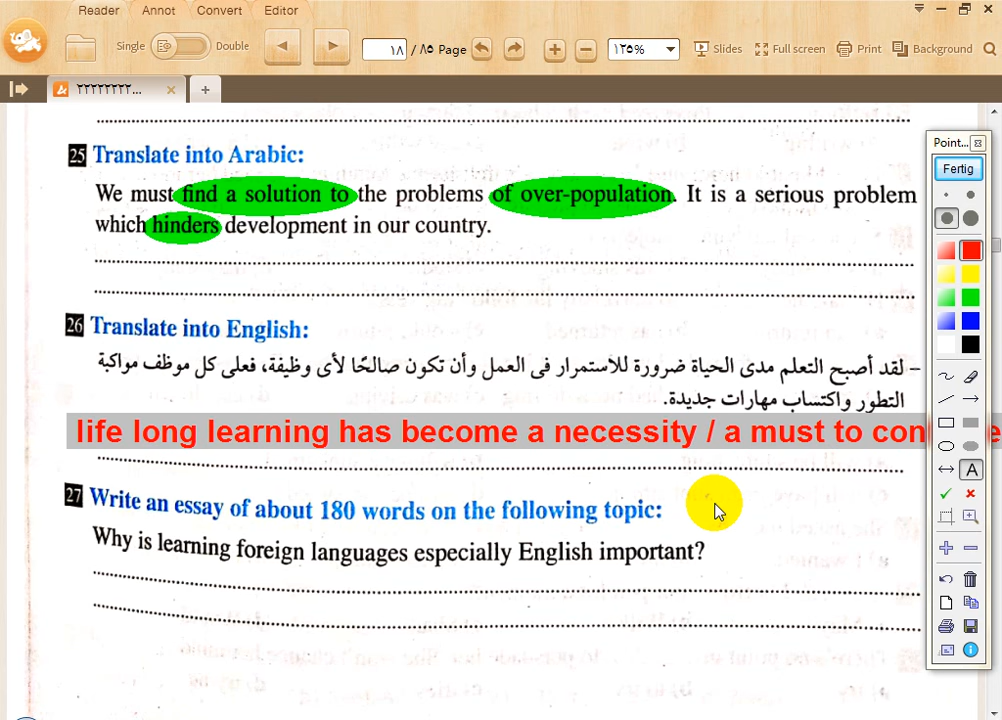 Reader Annot Convert Editor
Single Double ١٨ / ٨٥ Page ١٢٥% Slides Full screen Print Background
٢٢٢٢٢٢٢٢...
Point...
Fertig
25 Translate into Arabic:
We must find a solution to the problems of over-population. It is a serious problem
which hinders development in our country.
26 Translate into English:
– لقد أصبح التعلم مدى الحياة ضرورة للاستمرار فى العمل وأن تكون صالحًا لأى وظيفة، فعلى كل موظف مواكبة
التطور واكتساب مهارات جديدة.
life long learning has become a necessity / a must to con
27 Write an essay of about 180 words on the following topic:
Why is learning foreign languages especially English important?
A